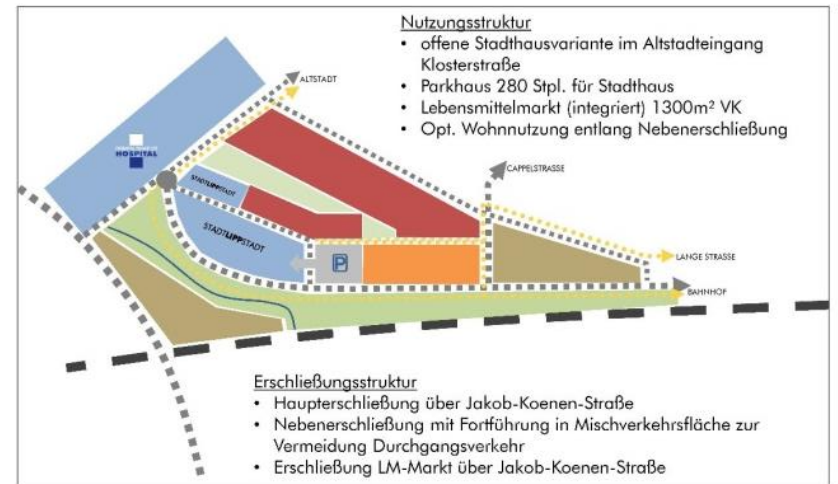 Nutzungsstruktur
• offene Stadthausvariante im Altstadteingang
Klosterstraße
• Parkhaus 280 Stpl. für Stadthaus
• Lebensmittelmarkt (integriert) 1300m² VK
• Opt. Wohnnutzung entlang Nebenerschließung
ALTSTADT
HOSPITAL
CAPPELSTRASSE
STADTLIPPSTADT
STADTLIPPSTADT
P
LANGE STRASSE
BAHNHOF
Erschließungsstruktur
• Haupterschließung über Jakob-Koenen-Straße
• Nebenerschließung mit Fortführung in Mischverkehrsfläche zur
Vermeidung Durchgangsverkehr
• Erschließung LM-Markt über Jakob-Koenen-Straße